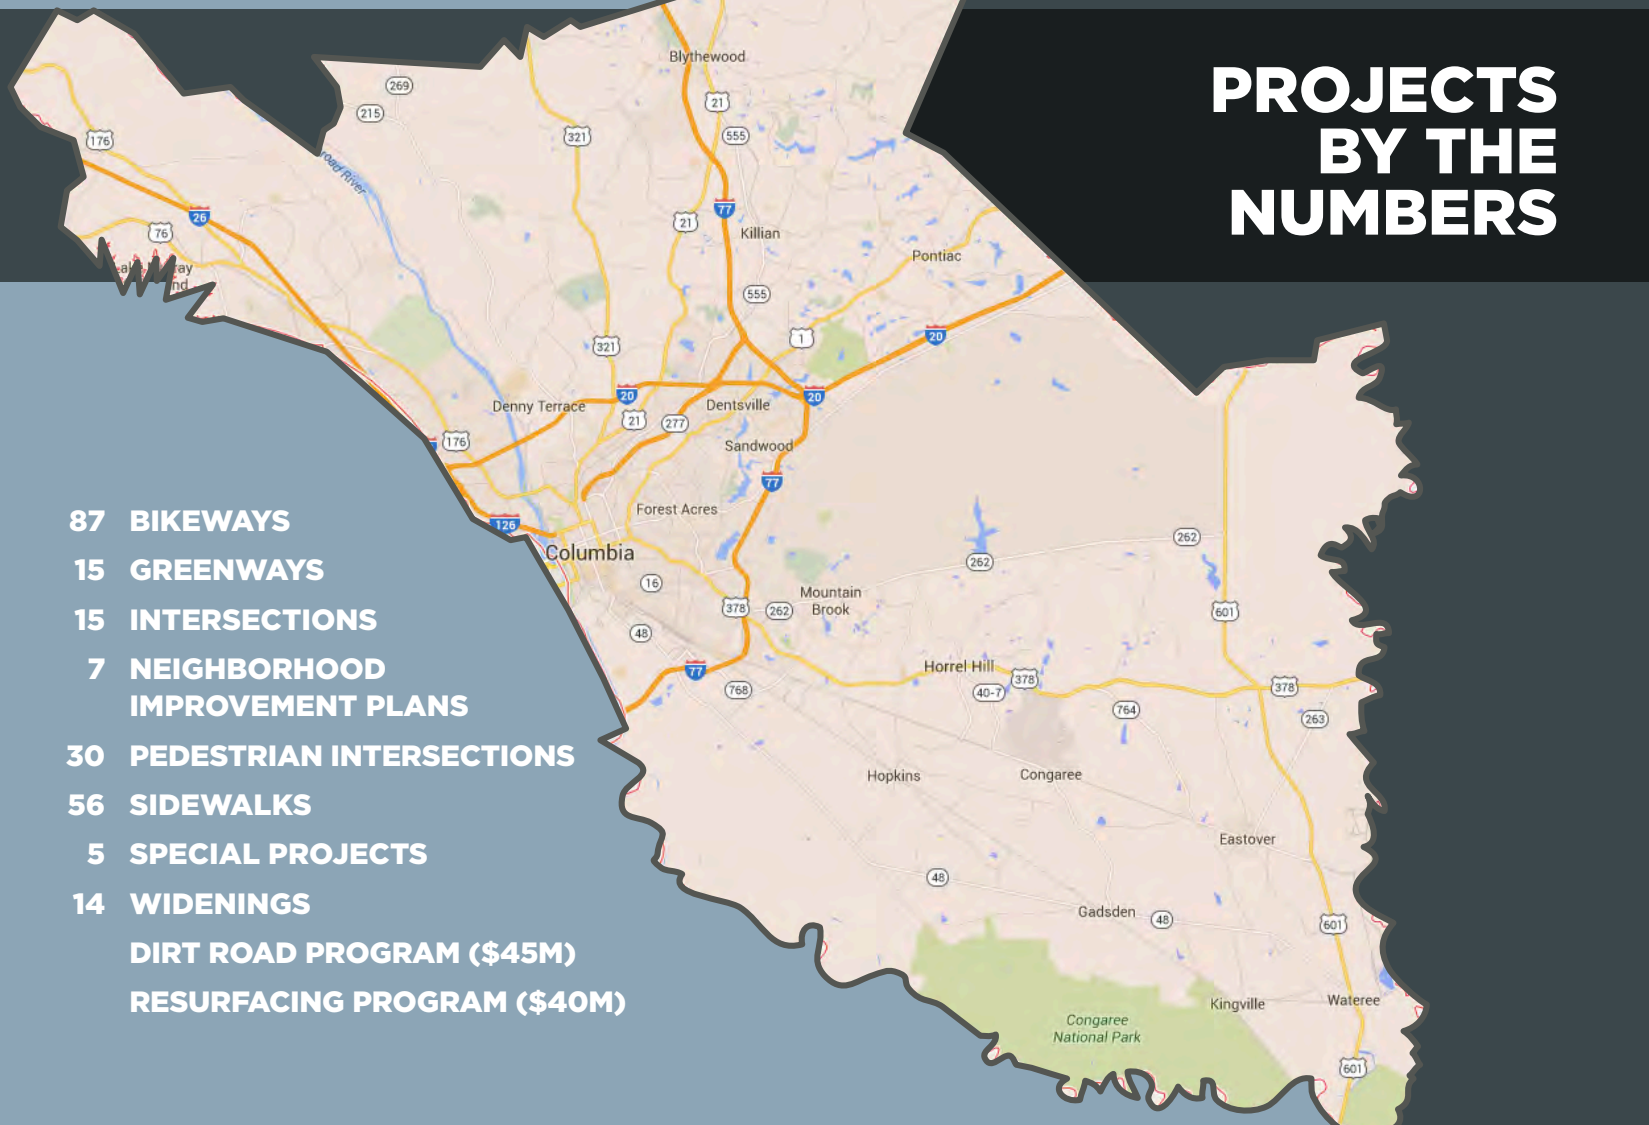 PROJECTS
BY THE
NUMBERS
87 BIKEWAYS
15 GREENWAYS
15 INTERSECTIONS
7 NEIGHBORHOOD
IMPROVEMENT PLANS
30 PEDESTRIAN INTERSECTIONS
56 SIDEWALKS
5 SPECIAL PROJECTS
14 WIDENINGS
DIRT ROAD PROGRAM ($45M)
RESURFACING PROGRAM ($40M)
Blythewood
269
21
215
555
321
176
road River
77
26
21
76
Killian
Pontiac
555
1
20
321
20
20
Denny Terrace
Dentsville
21
277
176
Sandwood
77
Forest Acres
126
262
Columbia
262
16
Mountain
Brook
378
262
601
48
Horrel Hill
77
378
378
768
40-7
764
263
Hopkins
Congaree
Eastover
48
Gadsden
48
601
Kingville
Wateree
Congaree
National Park
601